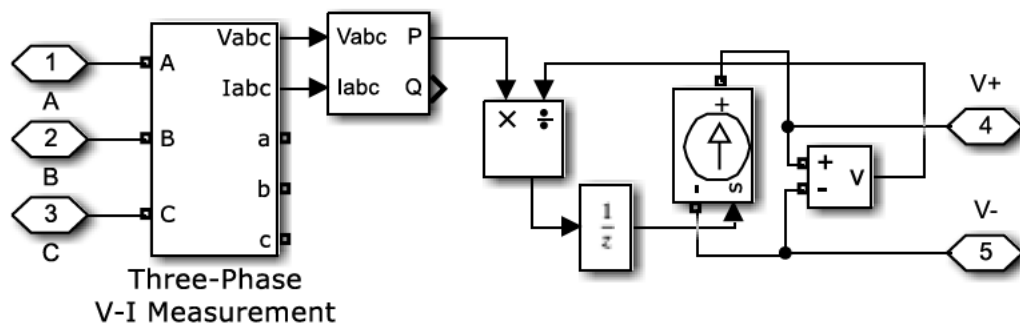 1
A
2
B
3
C
A
B
C
Vabc
Iabc
a
b
c
Three-Phase
V-I Measurement
Vabc P
Iabc Q
× ÷
1
z
+
-
s
+
-
v
V+
4
V-
5